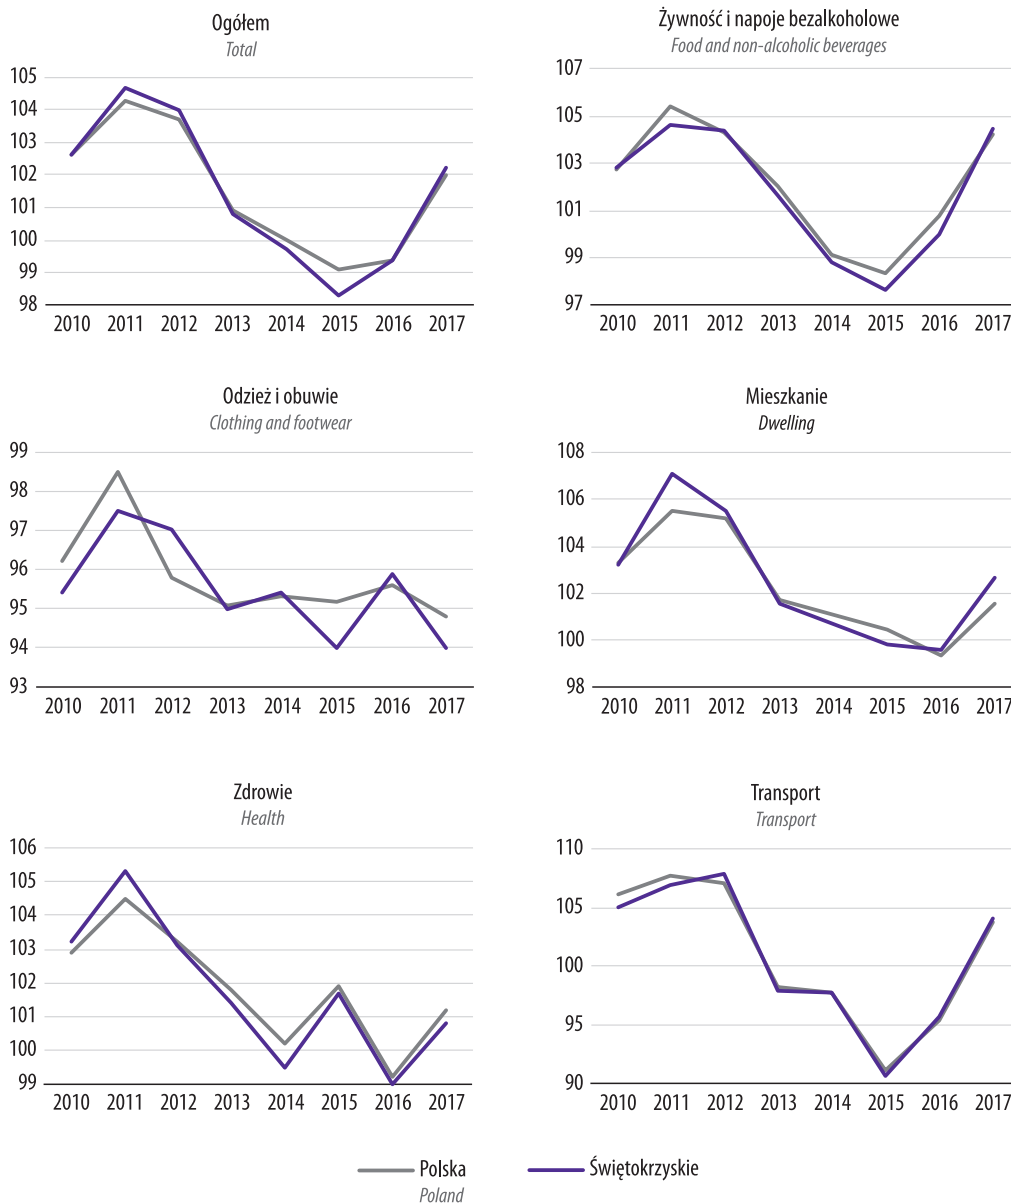 Ogółem
Total
105
104
103
102
101
100
99
98
2010 2011 2012 2013 2014 2015 2016 2017
Żywność i napoje bezalkoholowe
Food and non-alcoholic beverages
107
105
103
101
99
97
2010 2011 2012 2013 2014 2015 2016 2017
Odzież i obuwie
Clothing and footwear
99
98
97
96
95
94
93
2010 2011 2012 2013 2014 2015 2016 2017
Mieszkanie
Dwelling
108
106
104
102
100
98
2010 2011 2012 2013 2014 2015 2016 2017
Zdrowie
Health
106
105
104
103
102
101
100
99
2010 2011 2012 2013 2014 2015 2016 2017
Transport
Transport
110
105
100
95
90
2010 2011 2012 2013 2014 2015 2016 2017
Polska
Poland
Świętokrzyskie